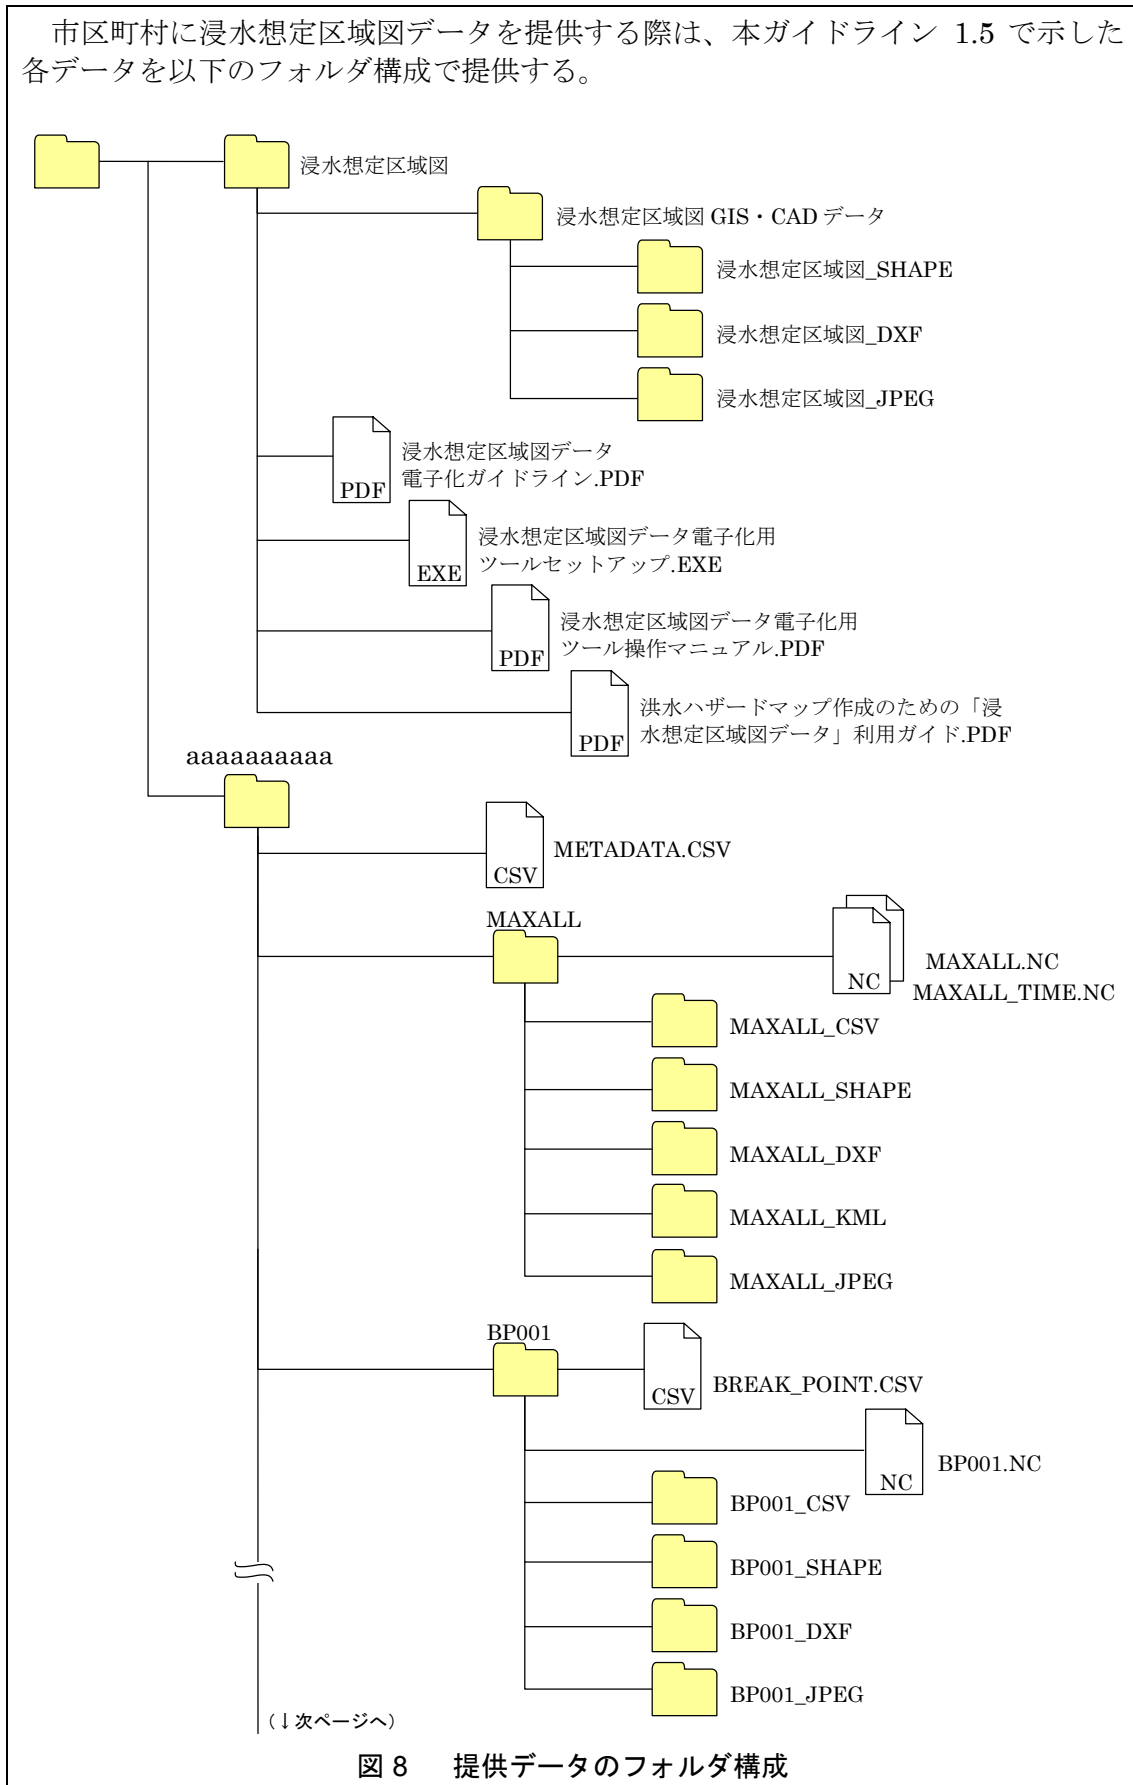 市区町村に浸水想定区域図データを提供する際は、本ガイドライン 1.5 で示した
各データを以下のフォルダ構成で提供する。
浸水想定区域図
浸水想定区域図 GIS・CAD データ
浸水想定区域図_SHAPE
浸水想定区域図_DXF
浸水想定区域図_JPEG
PDF
浸水想定区域図データ
電子化ガイドライン.PDF
EXE
浸水想定区域図データ電子化用
ツールセットアップ.EXE
PDF
浸水想定区域図データ電子化用
ツール操作マニュアル.PDF
PDF
洪水ハザードマップ作成のための「浸
水想定区域図データ」利用ガイド.PDF
aaaaaaaaaaa
CSV
METADATA.CSV
MAXALL
NC
MAXALL.NC
MAXALL_TIME.NC
MAXALL_CSV
MAXALL_SHAPE
MAXALL_DXF
MAXALL_KML
MAXALL_JPEG
BP001
CSV
BREAK_POINT.CSV
NC
BP001.NC
BP001_CSV
BP001_SHAPE
BP001_DXF
BP001_JPEG
(↓次ページへ)
図 8 提供データのフォルダ構成